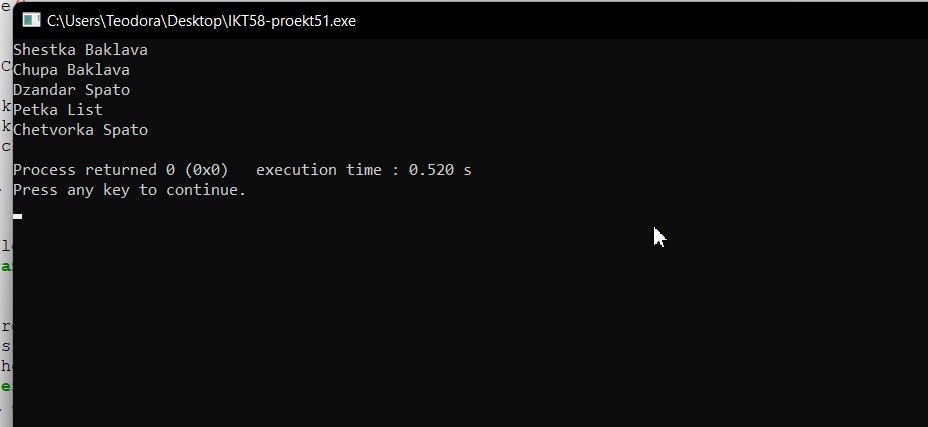 C:\Users\Teodora\Desktop\IKT58-proekt51.exe
Shestka Baklava
Chupa Baklava
Dzandar Spato
Petka List
Chetvorka Spato
Process returned 0 (0x0)   execution time : 0.520 s
Press any key to continue.